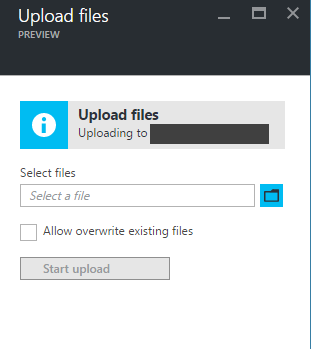 Upload files
PREVIEW
Upload files
Uploading to
Select files
Select a file
Allow overwrite existing files
Start upload